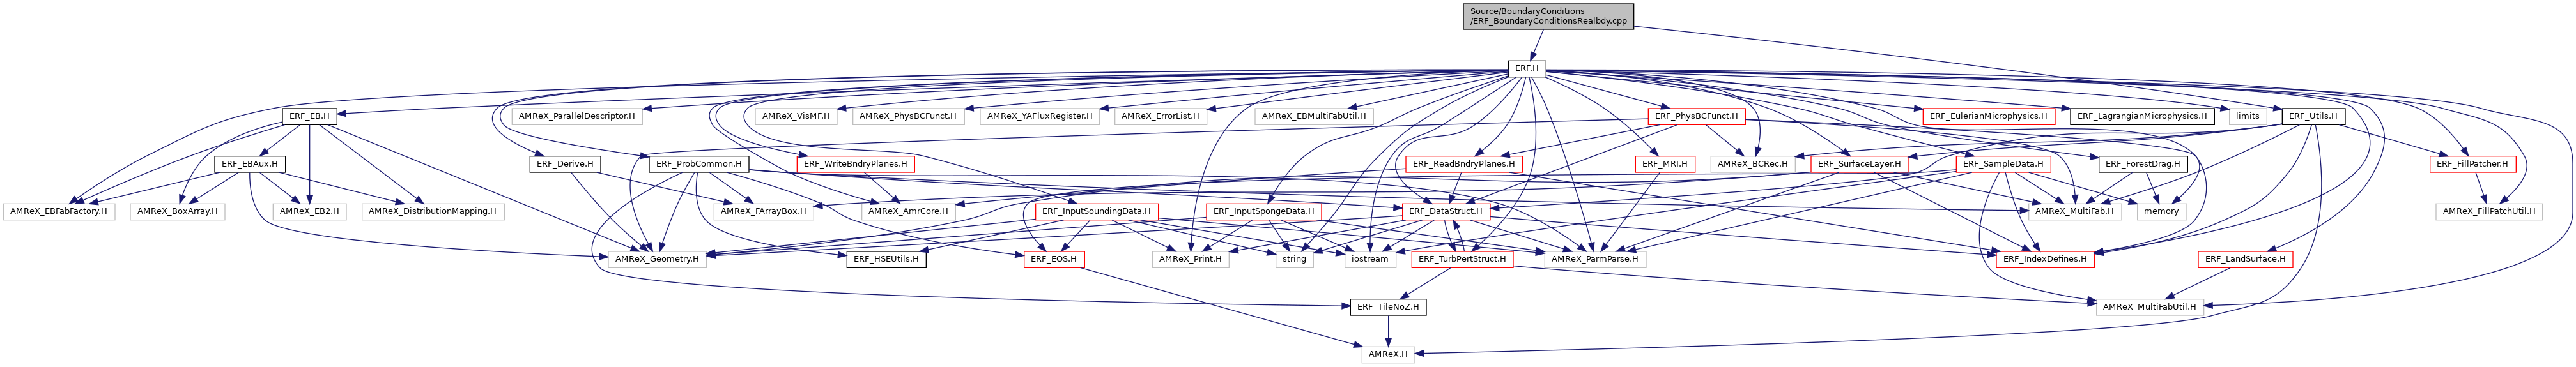 Source/BoundaryConditions
/ERF_BoundaryConditionsRealbdy.cpp
ERF.H
ERF_EB.H
AMReX_ParallelDescriptor.H
AMReX_VisMF.H
AMReX_PhysBCFunct.H
AMReX_YAFluxRegister.H
AMReX_ErrorList.H
AMReX_EBMultiFabUtil.H
ERF_PhysBCFunct.H
ERF_EulerianMicrophysics.H
ERF_LagrangianMicrophysics.H
limits
ERF_Utils.H
ERF_EBAux.H
ERF_Derive.H
ERF_ProbCommon.H
ERF_WriteBndryPlanes.H
ERF_ReadBndryPlanes.H
ERF_MRI.H
AMReX_BCRec.H
ERF_SurfaceLayer.H
ERF_SampleData.H
ERF_ForestDrag.H
ERF_FillPatcher.H
AMReX_EBFabFactory.H
AMReX_BoxArray.H
AMReX_EB2.H
AMReX_DistributionMapping.H
AMReX_FArrayBox.H
AMReX_AmrCore.H
ERF_InputSoundingData.H
ERF_InputSpongeData.H
ERF_DataStruct.H
AMReX_MultiFab.H
memory
AMReX_FillPatchUtil.H
AMReX_Geometry.H
ERF_HSEUtils.H
ERF_EOS.H
AMReX_Print.H
string
iostream
ERF_TurbPertStruct.H
AMReX_ParmParse.H
ERF_IndexDefines.H
ERF_LandSurface.H
ERF_TileNoZ.H
AMReX_MultiFabUtil.H
AMReX.H